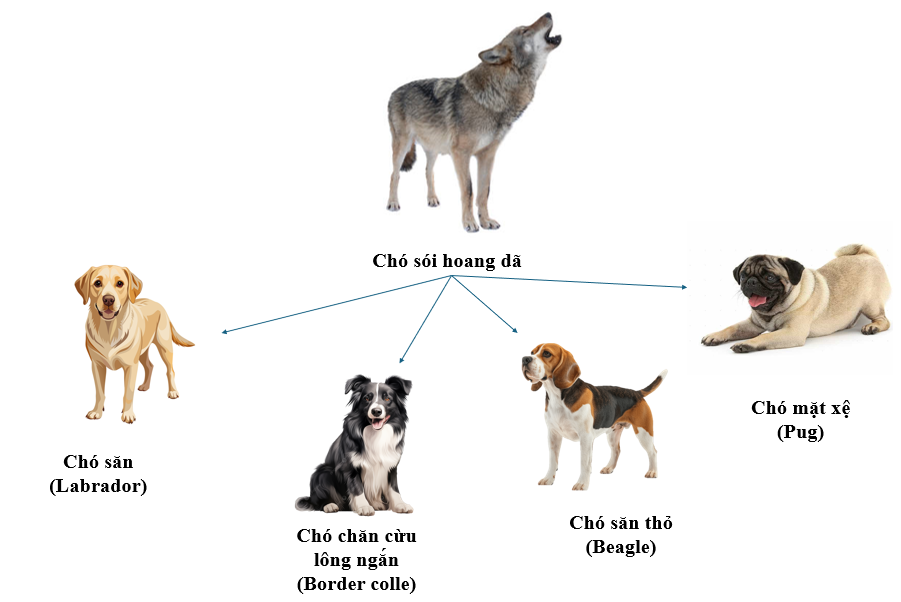 Chó sói hoang dã
Chó săn
(Labrador)
Chó chăn cừu
lông ngắn
(Border colle)
Chó săn thỏ
(Beagle)
Chó mặt xệ
(Pug)